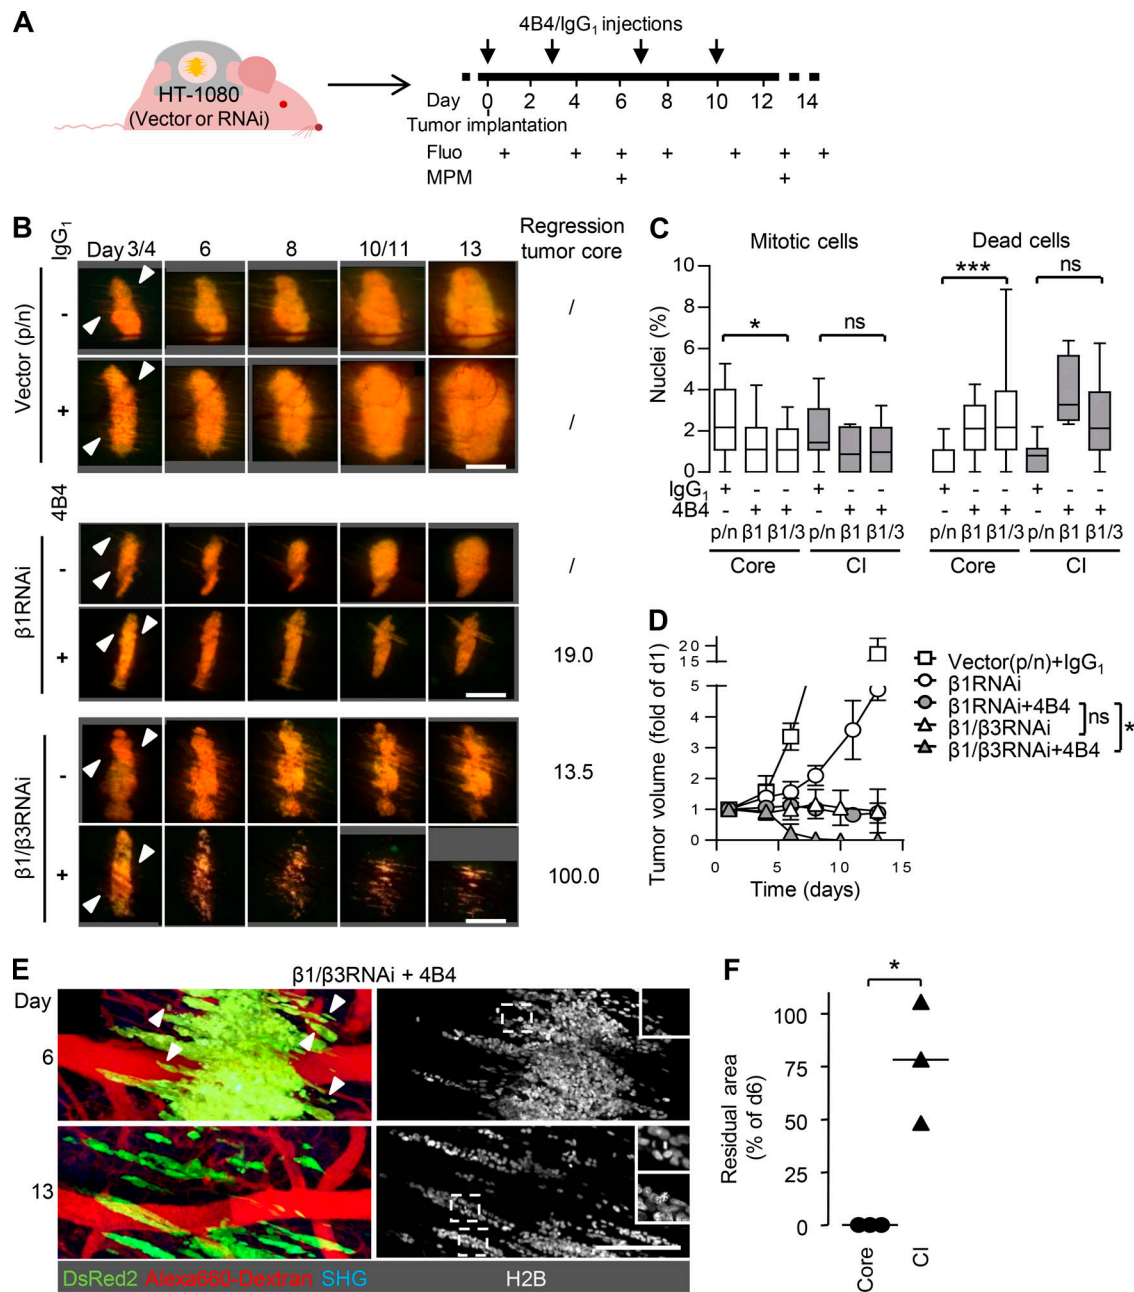 A
4B4/IgG₁ injections
HT-1080
(Vector or RNAi)
Day 0 2 4 6 8 10 12 14
Tumor implantation
Fluo + + + + + + +
MPM + +
B
IgG₁
Day 3/4 6 8 10/11 13
Regression
tumor core
Vector (p/n)
- /
+ /
4B4
β1RNAi
- /
+ 19.0
β1/β3RNAi
- 13.5
+ 100.0
C
Mitotic cells Dead cells
Nuclei (%)
10
8
6
4
2
0
* ns *** ns
IgG₁ + - - + - - + - - + - -
4B4 - + + - + + - + + - + +
p/n β1 β1/3 p/n β1 β1/3 p/n β1 β1/3 p/n β1 β1/3
Core CI Core CI
D
Tumor volume (fold of d1)
20
15
5
4
3
2
1
0
0 5 10 15
Time (days)
Vector(p/n)+IgG₁
β1RNAi
β1RNAi+4B4
β1/β3RNAi
β1/β3RNAi+4B4
ns
*
E
β1/β3RNAi + 4B4
Day
6
13
DsRed2 Alexa660-Dextran SHG H2B
F
*
Residual area
(% of d6)
100
75
50
25
0
Core
CI